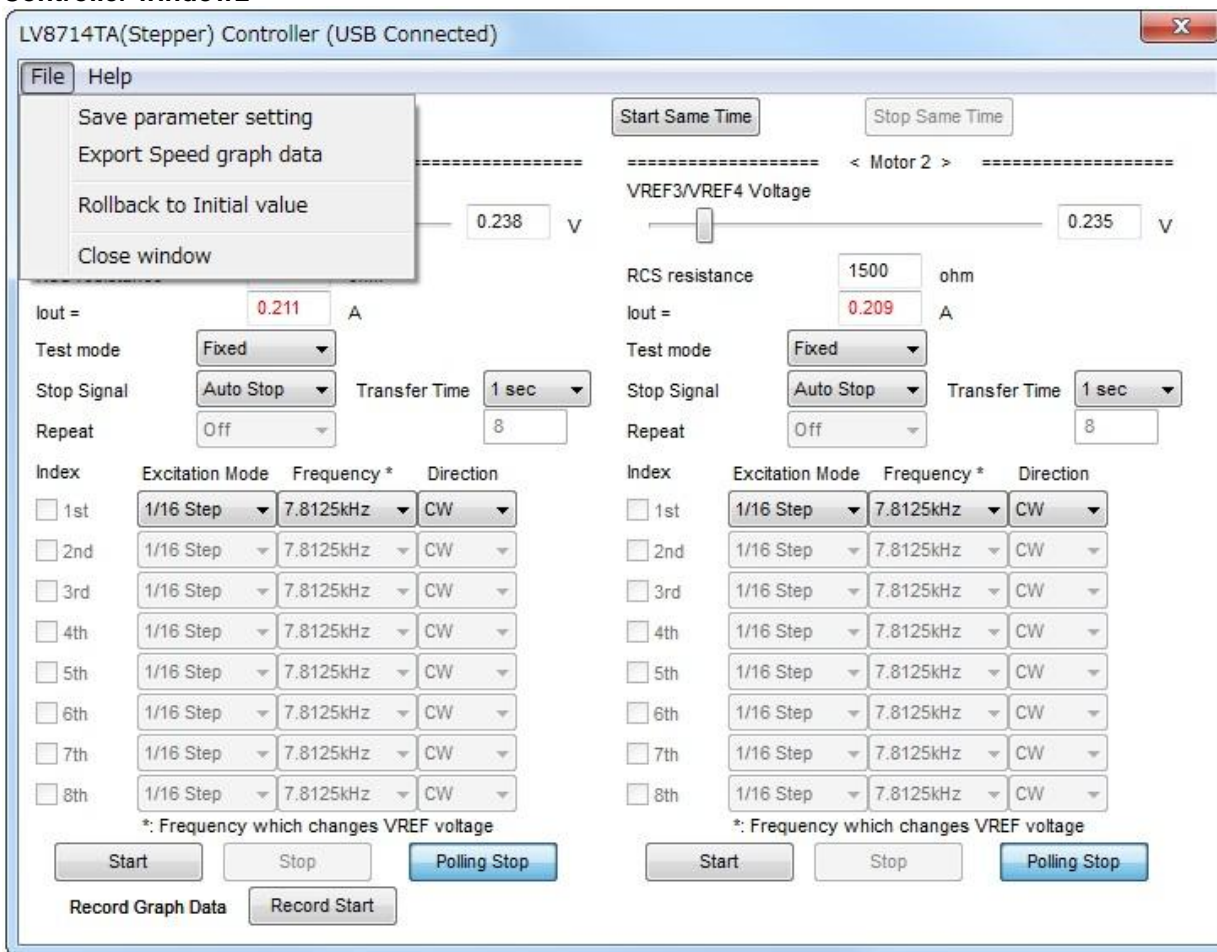 LV8714TA(Stepper) Controller (USB Connected)
File Help
Save parameter setting
Export Speed graph data
Rollback to Initial value
Close window
Start Same Time Stop Same Time
================ =================== < Motor 2 > ===================
VREF3/VREF4 Voltage
0.238 V 0.235 V
RCS resistance 1500 ohm
Iout = 0.211 A Iout = 0.209 A
Test mode Fixed Test mode Fixed
Stop Signal Auto Stop Transfer Time 1 sec Stop Signal Auto Stop Transfer Time 1 sec
Repeat Off 8 Repeat Off 8
Index Excitation Mode Frequency * Direction Index Excitation Mode Frequency * Direction
1st 1/16 Step 7.8125kHz CW 1st 1/16 Step 7.8125kHz CW
2nd 1/16 Step 7.8125kHz CW 2nd 1/16 Step 7.8125kHz CW
3rd 1/16 Step 7.8125kHz CW 3rd 1/16 Step 7.8125kHz CW
4th 1/16 Step 7.8125kHz CW 4th 1/16 Step 7.8125kHz CW
5th 1/16 Step 7.8125kHz CW 5th 1/16 Step 7.8125kHz CW
6th 1/16 Step 7.8125kHz CW 6th 1/16 Step 7.8125kHz CW
7th 1/16 Step 7.8125kHz CW 7th 1/16 Step 7.8125kHz CW
8th 1/16 Step 7.8125kHz CW 8th 1/16 Step 7.8125kHz CW
*: Frequency which changes VREF voltage *: Frequency which changes VREF voltage
Start Stop Polling Stop Start Stop Polling Stop
Record Graph Data Record Start